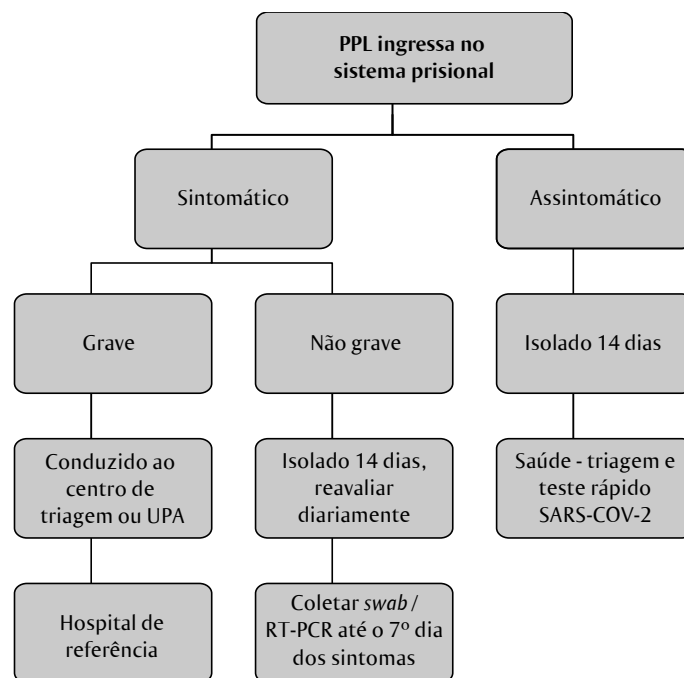 PPL ingressa no
sistema prisional
Sintomático
Assintomático
Grave
Não grave
Isolado 14 dias
Conduzido ao
centro de
triagem ou UPA
Isolado 14 dias,
reavaliar
diariamente
Saúde - triagem e
teste rápido
SARS-COV-2
Hospital de
referência
Coletar swab /
RT-PCR até o 7º dia
dos sintomas